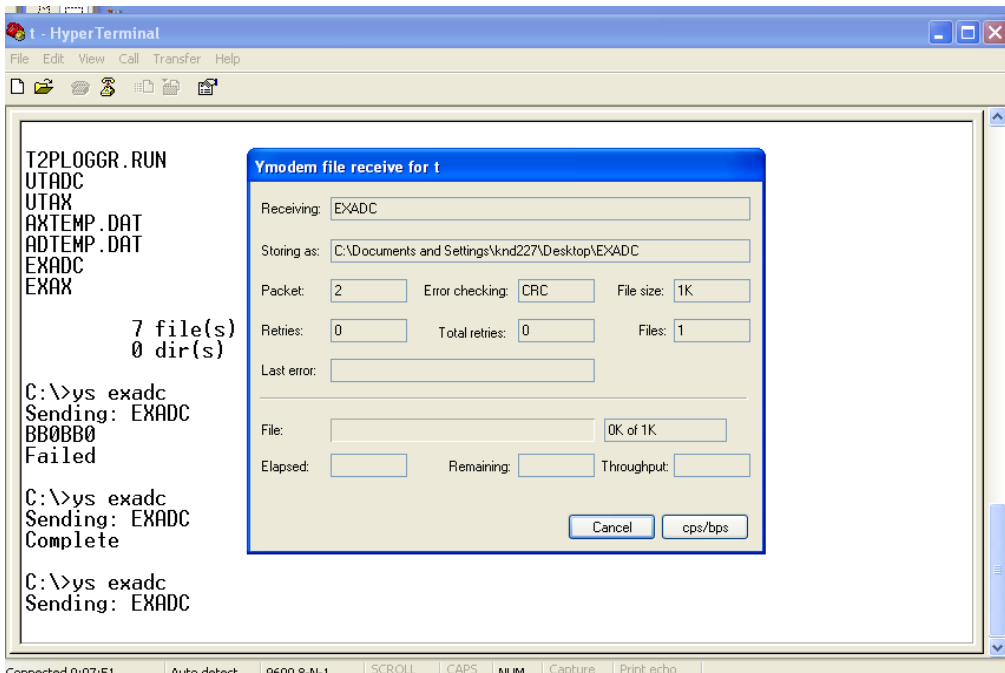 t - HyperTerminal
File Edit View Call Transfer Help
T2PLOGGR.RUN
UTADC
UTAX
AXTEMP.DAT
ADTEMP.DAT
EXADC
EXAX
7 file(s)
0 dir(s)
C:\>ys exadc
Sending: EXADC
BB0BB0
Failed
C:\>ys exadc
Sending: EXADC
Complete
C:\>ys exadc
Sending: EXADC
Ymodem file receive for t
Receiving: EXADC
Storing as: C:\Documents and Settings\knd227\Desktop\EXADC
Packet: 2 Error checking: CRC File size: 1K
Retries: 0 Total retries: 0 Files: 1
Last error:
File: 0K of 1K
Elapsed: Remaining: Throughput:
Cancel cps/bps
Connected 0:07:51 Auto detect 9600 8-N-1 SCROLL CAPS NUM Capture Print echo